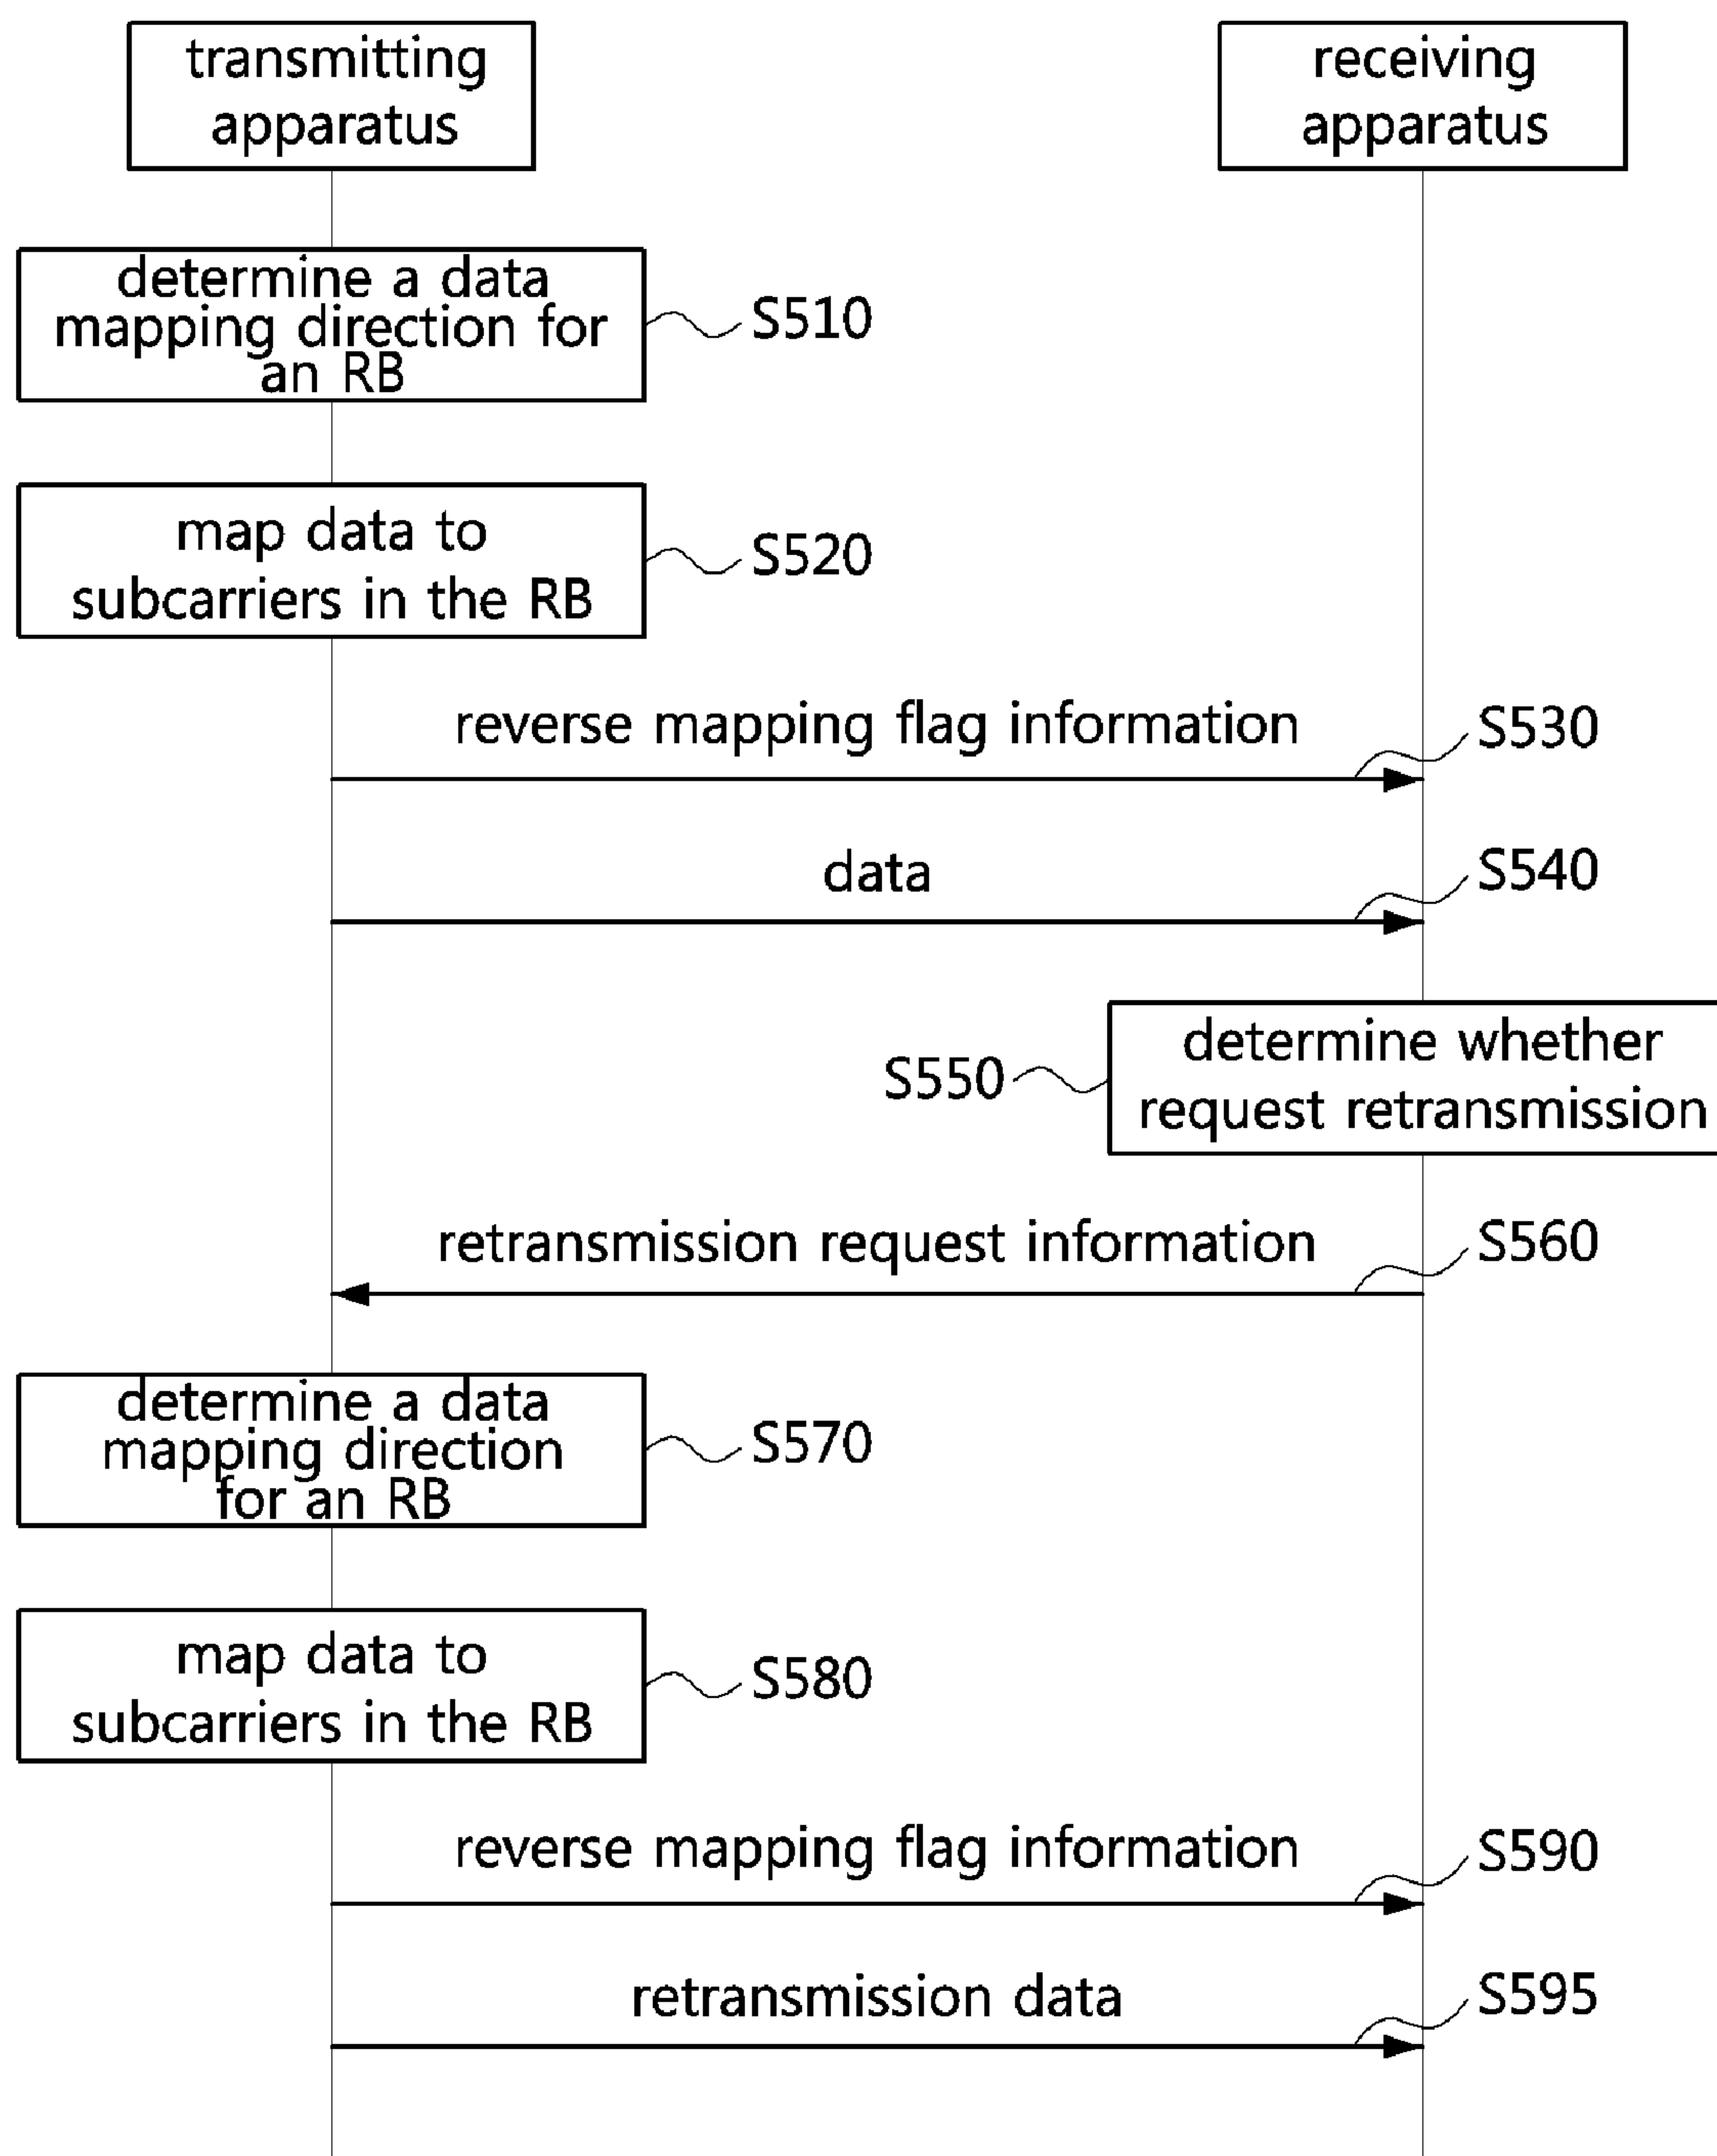 transmitting
apparatus
receiving
apparatus
determine a data
mapping direction for
an RB
S510
map data to
subcarriers in the RB
S520
reverse mapping flag information
S530
data
S540
determine whether
request retransmission
S550
retransmission request information
S560
determine a data
mapping direction
for an RB
S570
map data to
subcarriers in the RB
S580
reverse mapping flag information
S590
retransmission data
S595